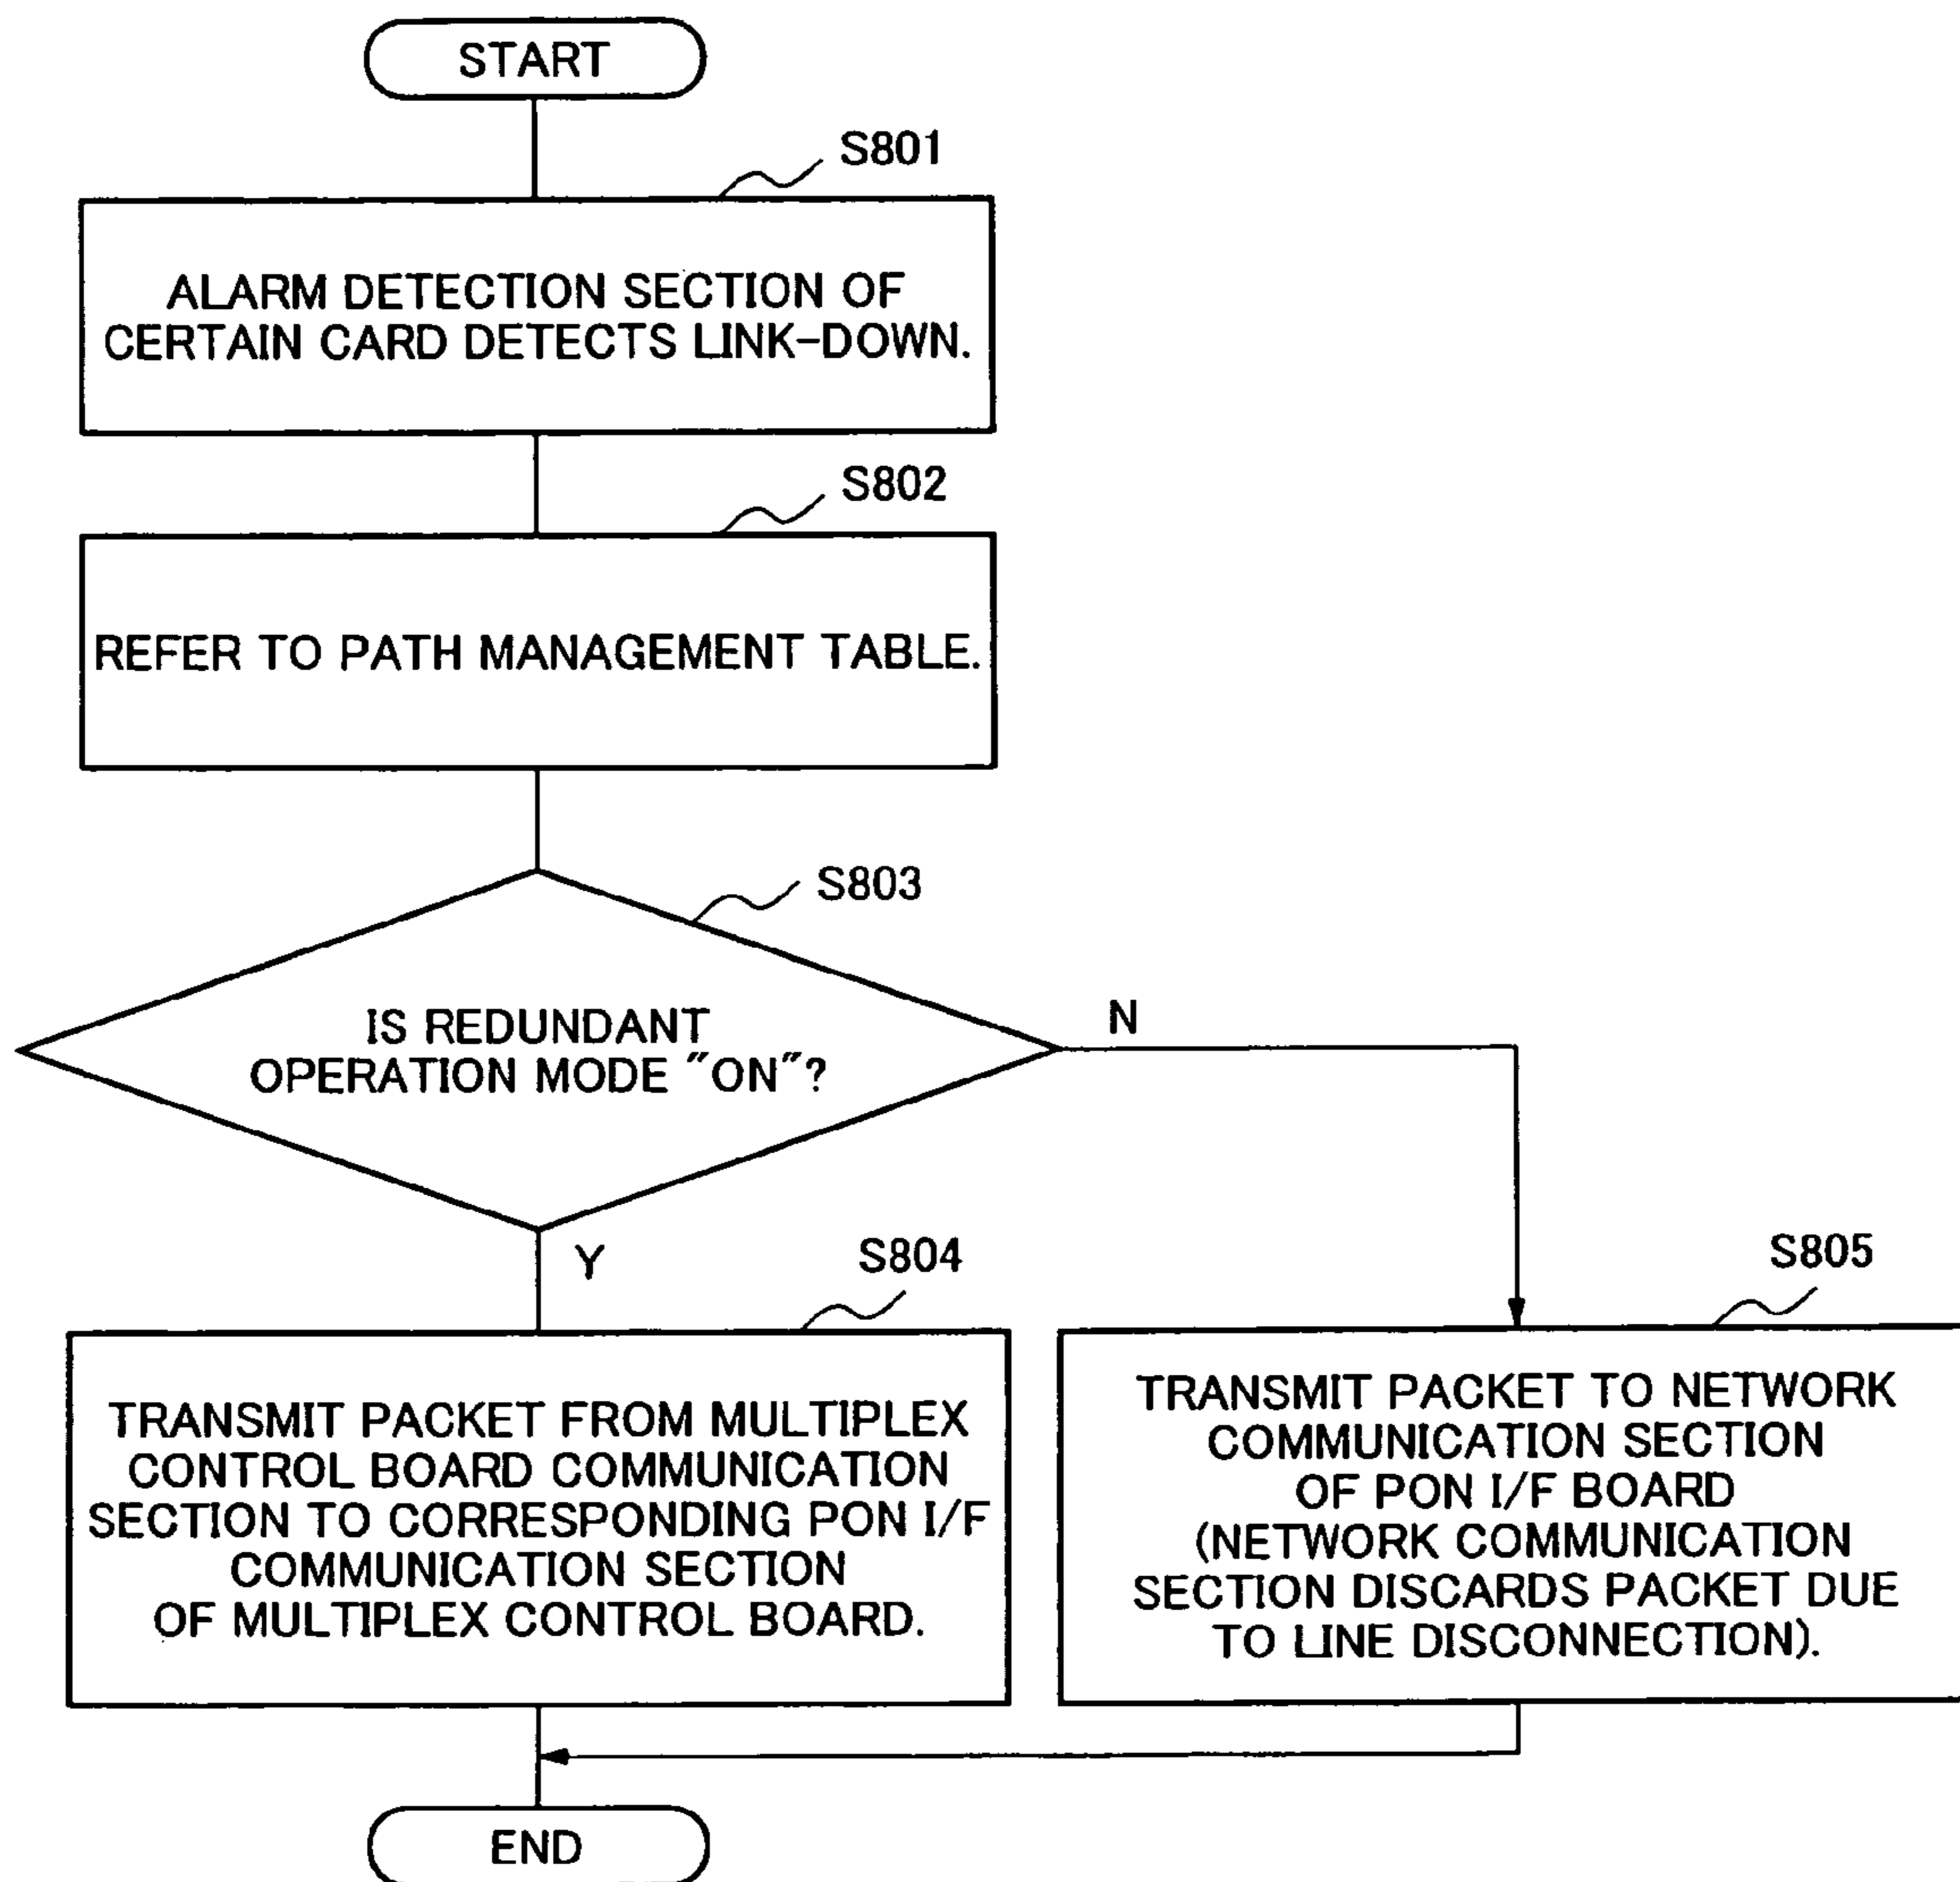 START
S801
ALARM DETECTION SECTION OF
CERTAIN CARD DETECTS LINK-DOWN.
S802
REFER TO PATH MANAGEMENT TABLE.
S803
IS REDUNDANT
OPERATION MODE "ON"?
N
Y
S804
TRANSMIT PACKET FROM MULTIPLEX
CONTROL BOARD COMMUNICATION
SECTION TO CORRESPONDING PON I/F
COMMUNICATION SECTION
OF MULTIPLEX CONTROL BOARD.
S805
TRANSMIT PACKET TO NETWORK
COMMUNICATION SECTION
OF PON I/F BOARD
(NETWORK COMMUNICATION
SECTION DISCARDS PACKET DUE
TO LINE DISCONNECTION).
END